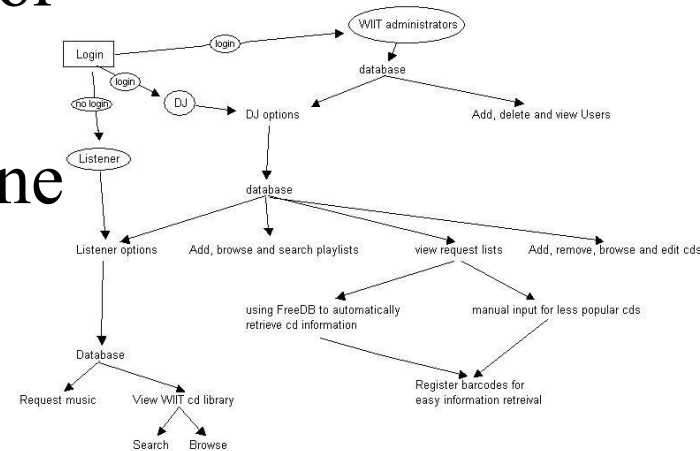 or
WIIT administrators
login
Login
database
login
DJ
no login
DJ options
Add, delete and view Users
Listener
ne
database
Listener options
Add, browse and search playlists
view request lists
Add, remove, browse and edit cds
using FreeDB to automatically
retrieve cd information
manual input for less popular cds
Database
Register barcodes for
easy information retreival
Request music
View WIIT cd library
Search
Browse